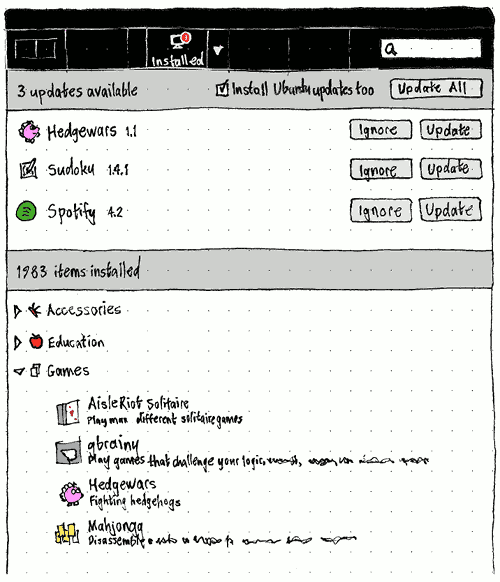 Installed
3 updates available Install Ubuntu updates too Update All
Hedgewars 1.1 Ignore Update
Sudoku 1.4.1 Ignore Update
Spotify 4.2 Ignore Update
1983 items installed
Accessories
Education
Games
AisleRiot Solitaire
Play many different solitaire games
gbrainy
Play games that challenge your logic,
Hedgewars
Fighting hedgehogs
Mahjongg
Disassemble